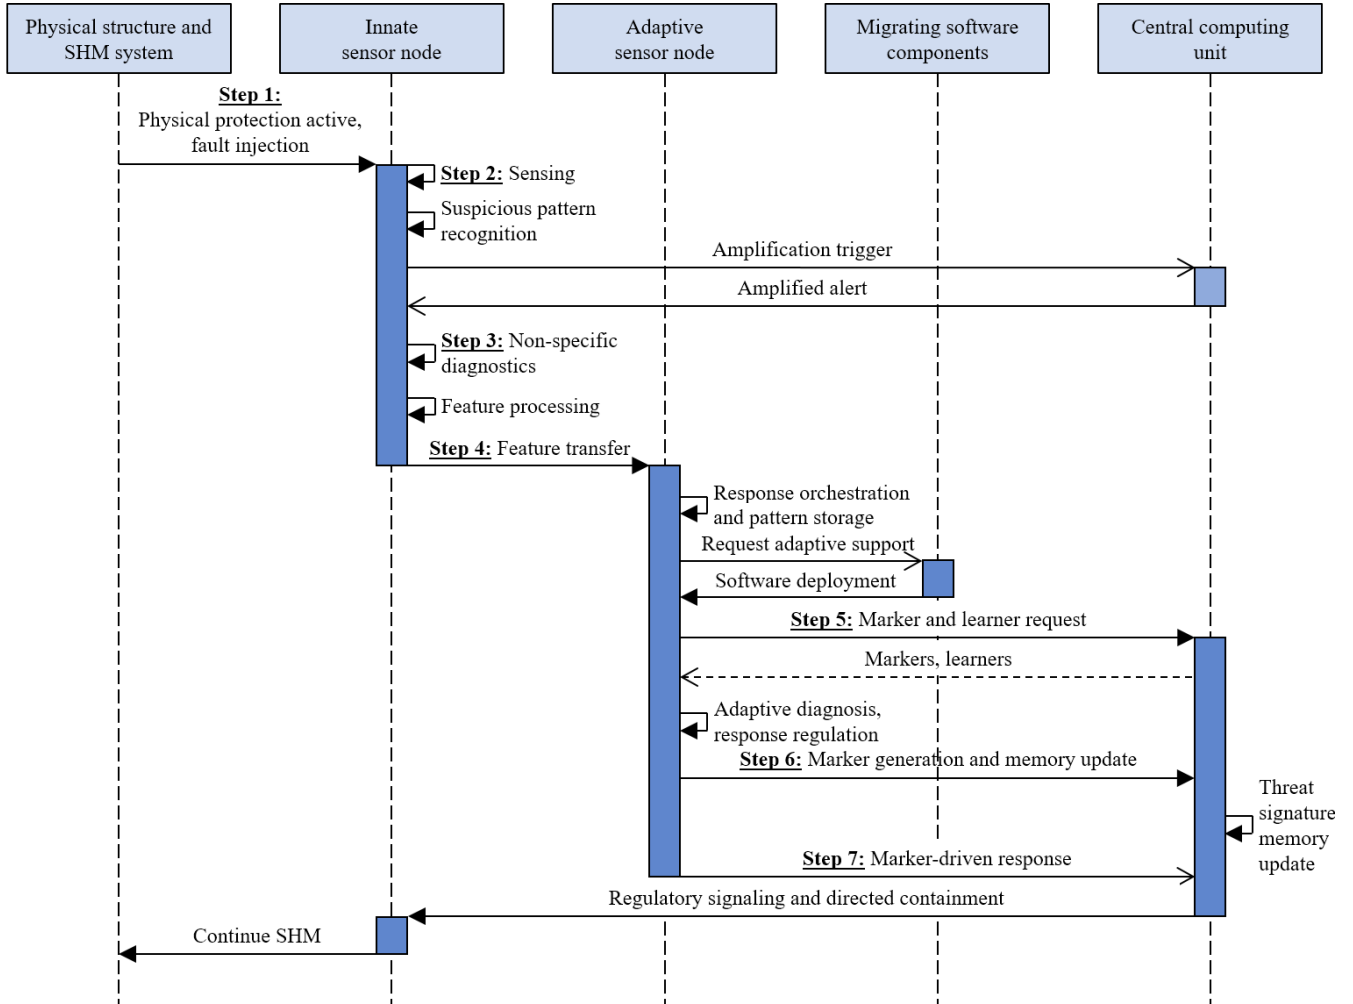 Physical structure and
SHM system
Innate
sensor node
Adaptive
sensor node
Migrating software
components
Central computing
unit
Step 1:
Physical protection active,
fault injection
Step 2: Sensing
Suspicious pattern
recognition
Amplification trigger
Amplified alert
Step 3: Non-specific
diagnostics
Feature processing
Step 4: Feature transfer
Response orchestration
and pattern storage
Request adaptive support
Software deployment
Step 5: Marker and learner request
Markers, learners
Adaptive diagnosis,
response regulation
Step 6: Marker generation and memory update
Threat
signature
memory
update
Step 7: Marker-driven response
Regulatory signaling and directed containment
Continue SHM